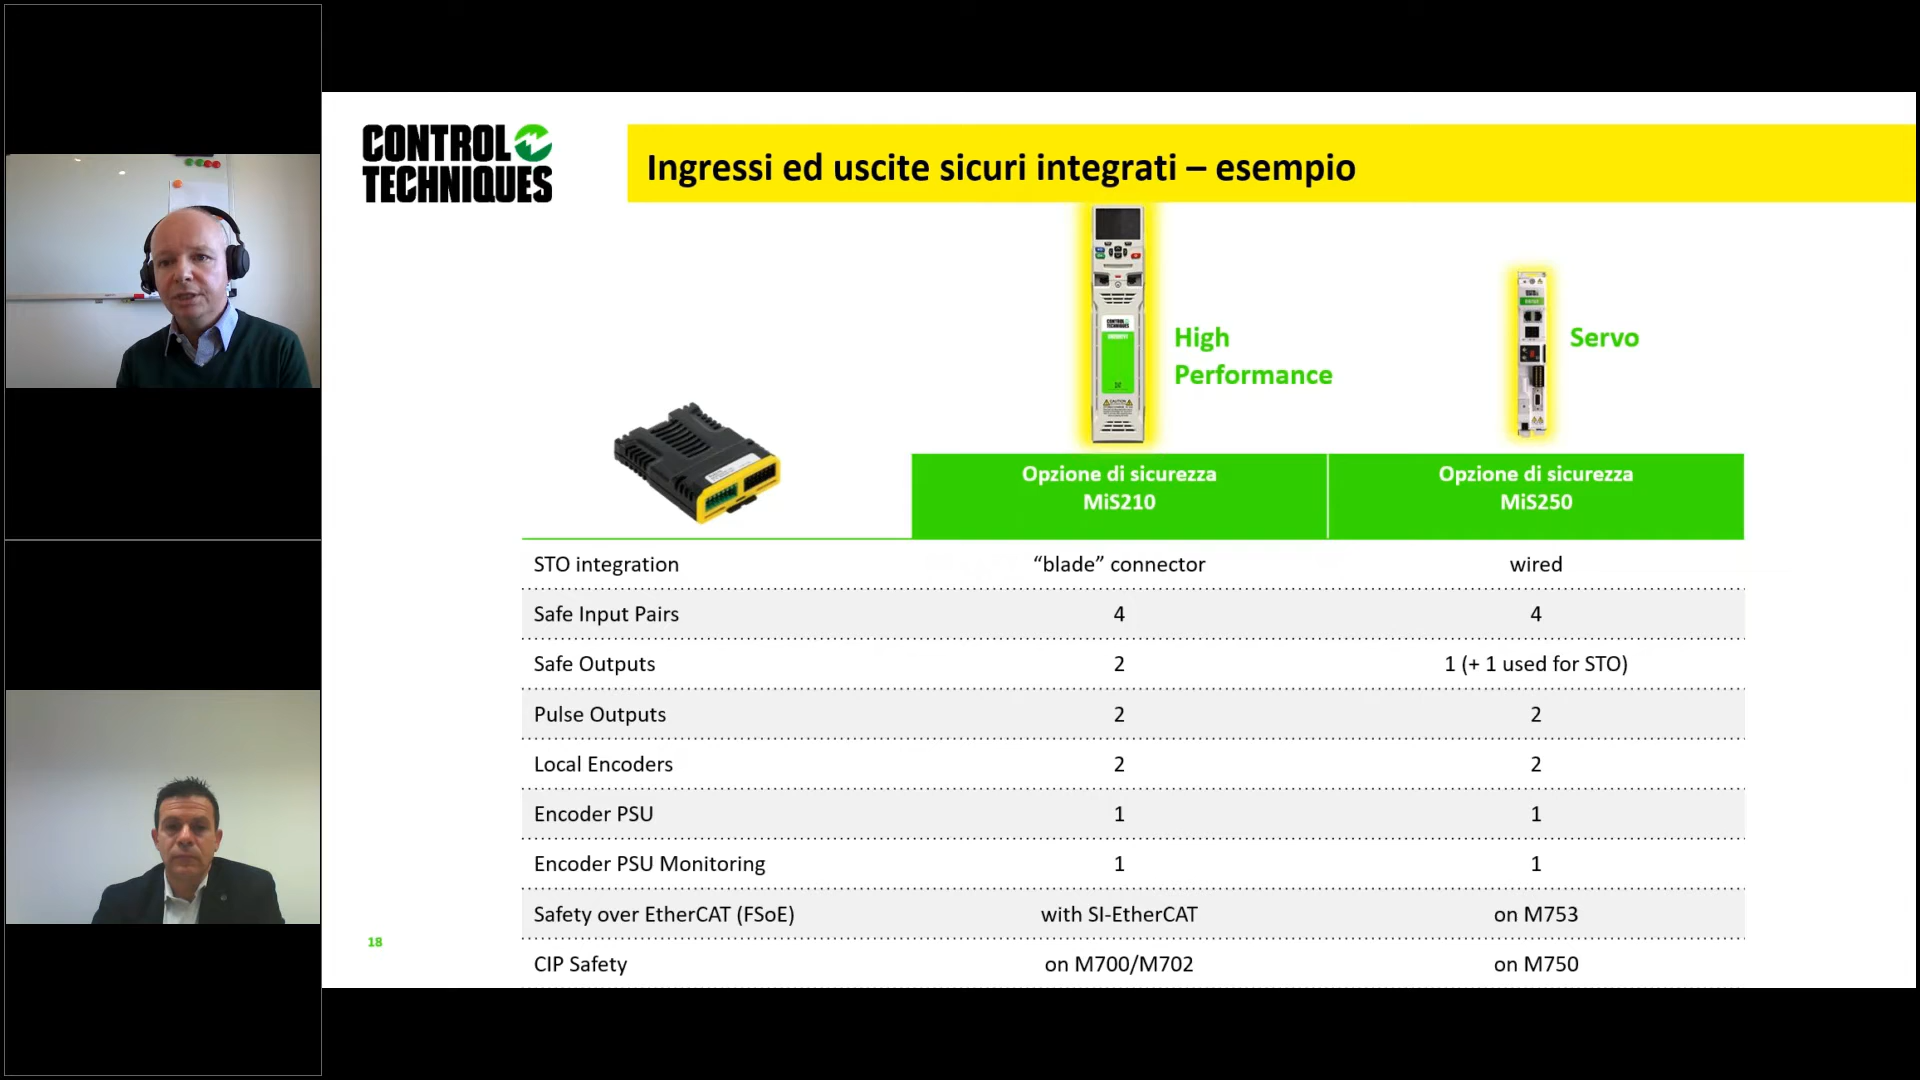 CONTROL
TECHNIQUES
Ingressi ed uscite sicuri integrati – esempio
High
Performance
Servo
Opzione di sicurezza
MiS210
Opzione di sicurezza
MiS250
STO integration “blade” connector wired
Safe Input Pairs 4 4
Safe Outputs 2 1 (+ 1 used for STO)
Pulse Outputs 2 2
Local Encoders 2 2
Encoder PSU 1 1
Encoder PSU Monitoring 1 1
Safety over EtherCAT (FSoE) with SI-EtherCAT on M753
CIP Safety on M700/M702 on M750
18